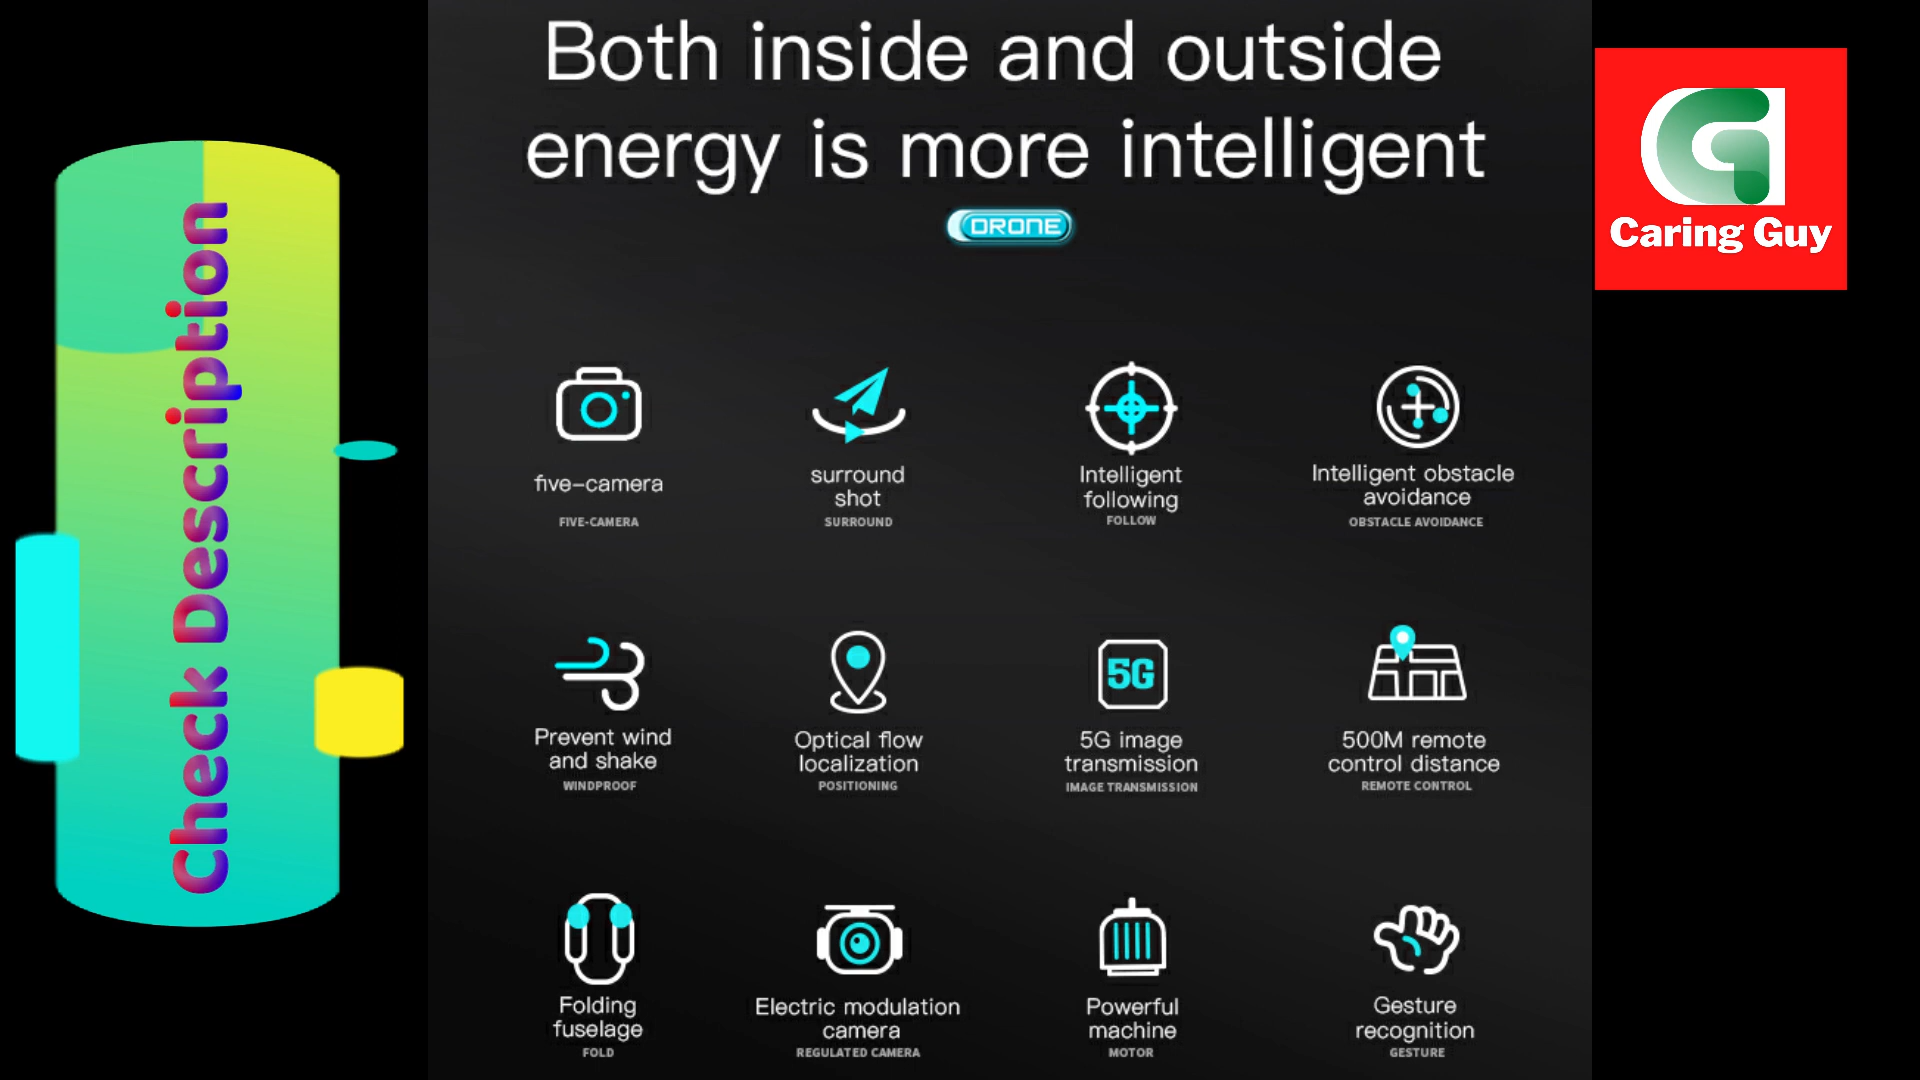 Both inside and outside
energy is more intelligent
DRONE
Check Description
Caring Guy
five-camera
FIVE-CAMERA
surround
shot
SURROUND
Intelligent
following
FOLLOW
Intelligent obstacle
avoidance
OBSTACLE AVOIDANCE
Prevent wind
and shake
WINDPROOF
Optical flow
localization
POSITIONING
5G
5G image
transmission
IMAGE TRANSMISSION
500M remote
control distance
REMOTE CONTROL
Folding
fuselage
FOLD
Electric modulation
camera
REGULATED CAMERA
Powerful
machine
MOTOR
Gesture
recognition
GESTURE